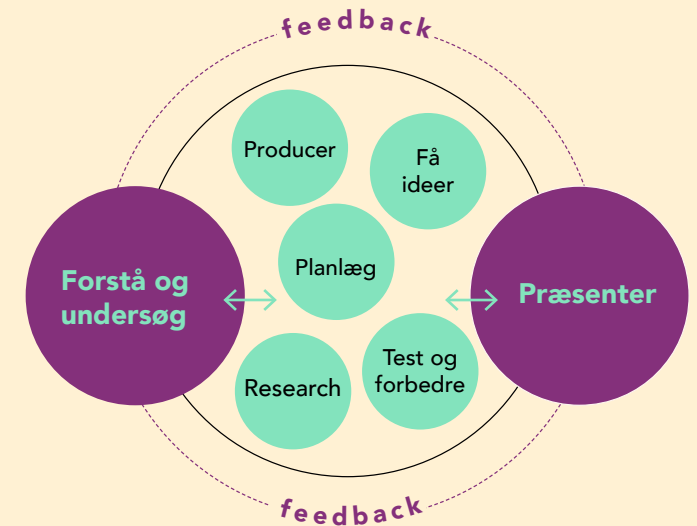 feedback
Producer
Få
ideer
Planlæg
Forstå og
undersøg
Præsenter
Test og
forbedre
Research
feedback